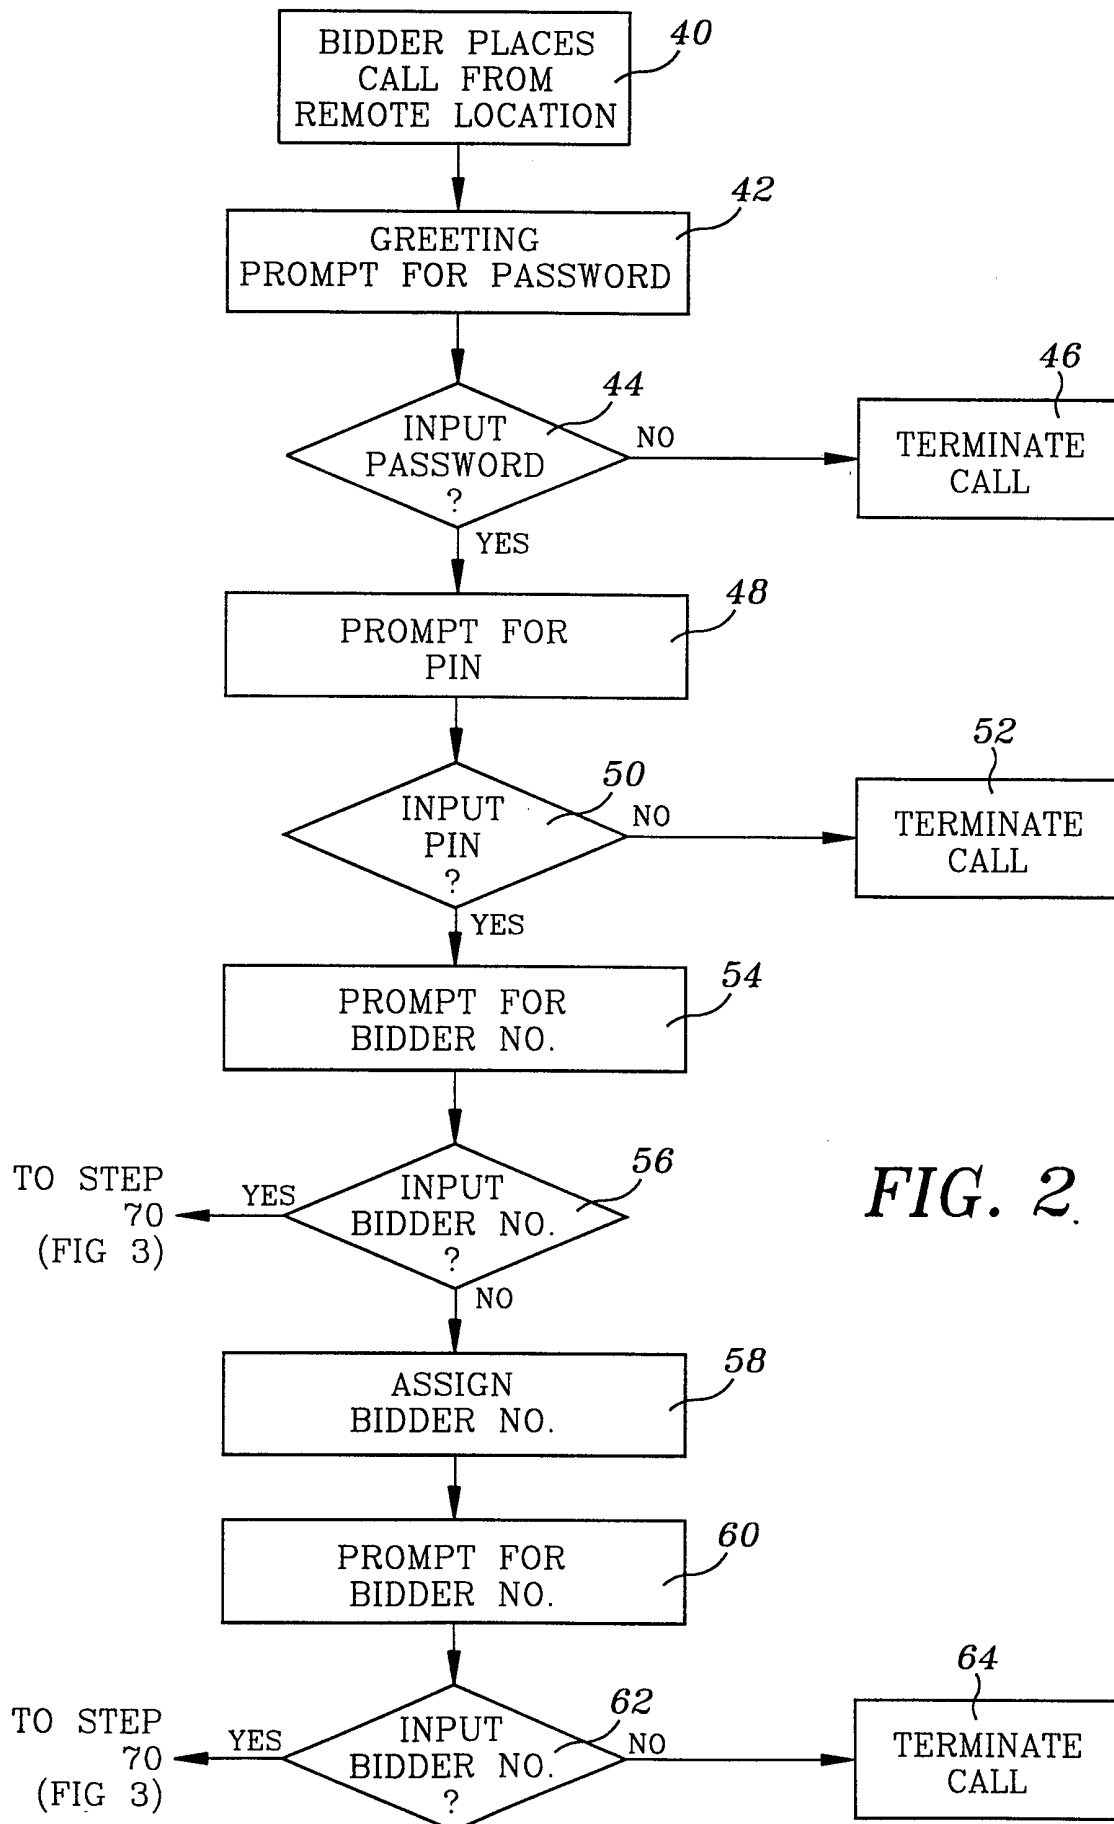 BIDDER PLACES
CALL FROM
REMOTE LOCATION
40
GREETING
PROMPT FOR PASSWORD
42
INPUT
PASSWORD
?
44
NO
TERMINATE
CALL
46
YES
PROMPT FOR
PIN
48
INPUT
PIN
?
50
NO
TERMINATE
CALL
52
YES
PROMPT FOR
BIDDER NO.
54
INPUT
BIDDER NO.
?
56
YES
TO STEP
70
(FIG 3)
FIG. 2
NO
ASSIGN
BIDDER NO.
58
PROMPT FOR
BIDDER NO.
60
INPUT
BIDDER NO.
?
62
YES
TO STEP
70
(FIG 3)
NO
TERMINATE
CALL
64